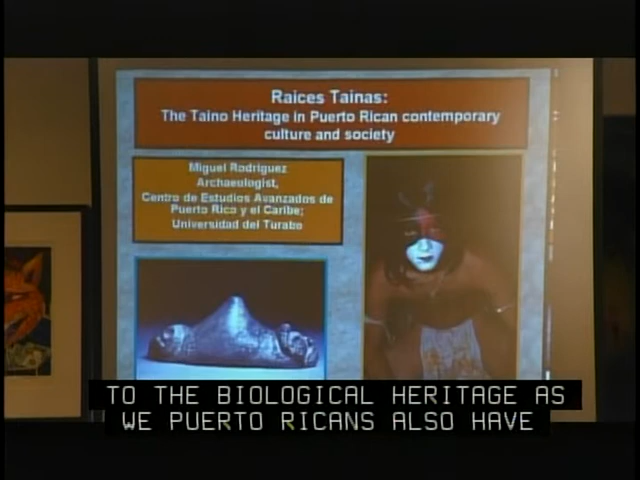 Raices Tainas:
The Taino Heritage in Puerto Rican contemporary
culture and society
Miguel Rodriguez
Archaeologist,
Centro de Estudios Avanzados de
Puerto Rico y el Caribe;
Universidad del Turabo
TO THE BIOLOGICAL HERITAGE AS
WE PUERTO RICANS ALSO HAVE